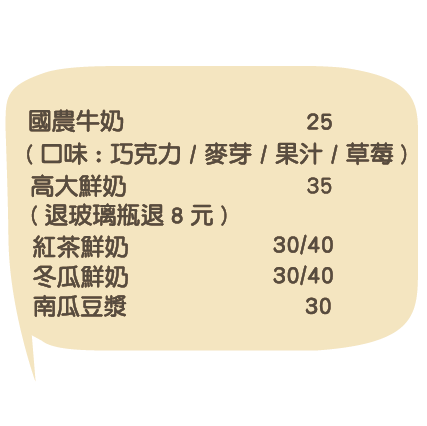 國農牛奶 25
（口味：巧克力 / 麥芽 / 果汁 / 草莓）
高大鮮奶 35
（退玻璃瓶退 8 元）
紅茶鮮奶 30/40
冬瓜鮮奶 30/40
南瓜豆漿 30